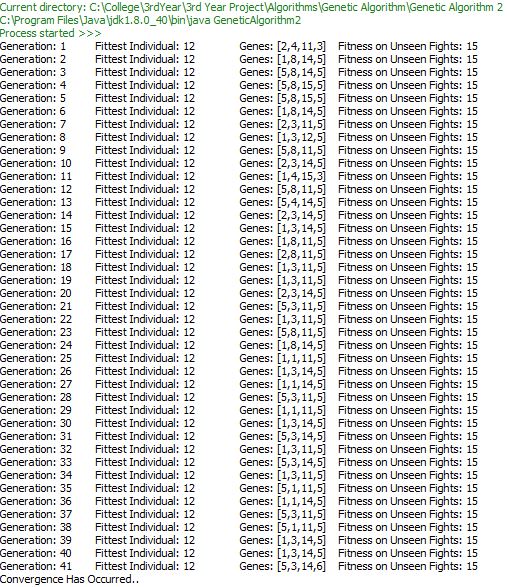 Current directory: C:\College\3rdYear\3rd Year Project\Algorithms\Genetic Algorithm\Genetic Algorithm 2
C:\Program Files\Java\jdk1.8.0_40\bin\java GeneticAlgorithm2
Process started >>>
Generation: 1 Fittest Individual: 12 Genes: [2,4,11,3] Fitness on Unseen Fights: 15
Generation: 2 Fittest Individual: 12 Genes: [1,8,14,5] Fitness on Unseen Fights: 15
Generation: 3 Fittest Individual: 12 Genes: [5,8,14,5] Fitness on Unseen Fights: 15
Generation: 4 Fittest Individual: 12 Genes: [5,8,15,5] Fitness on Unseen Fights: 15
Generation: 5 Fittest Individual: 12 Genes: [5,8,15,5] Fitness on Unseen Fights: 15
Generation: 6 Fittest Individual: 12 Genes: [1,8,14,5] Fitness on Unseen Fights: 15
Generation: 7 Fittest Individual: 12 Genes: [2,3,11,5] Fitness on Unseen Fights: 15
Generation: 8 Fittest Individual: 12 Genes: [1,3,12,5] Fitness on Unseen Fights: 15
Generation: 9 Fittest Individual: 12 Genes: [5,8,11,5] Fitness on Unseen Fights: 15
Generation: 10 Fittest Individual: 12 Genes: [2,3,14,5] Fitness on Unseen Fights: 15
Generation: 11 Fittest Individual: 12 Genes: [1,4,15,3] Fitness on Unseen Fights: 15
Generation: 12 Fittest Individual: 12 Genes: [5,8,11,5] Fitness on Unseen Fights: 15
Generation: 13 Fittest Individual: 12 Genes: [5,4,14,5] Fitness on Unseen Fights: 15
Generation: 14 Fittest Individual: 12 Genes: [2,3,14,5] Fitness on Unseen Fights: 15
Generation: 15 Fittest Individual: 12 Genes: [1,3,14,5] Fitness on Unseen Fights: 15
Generation: 16 Fittest Individual: 12 Genes: [1,8,11,5] Fitness on Unseen Fights: 15
Generation: 17 Fittest Individual: 12 Genes: [2,8,11,5] Fitness on Unseen Fights: 15
Generation: 18 Fittest Individual: 12 Genes: [1,3,11,5] Fitness on Unseen Fights: 15
Generation: 19 Fittest Individual: 12 Genes: [1,3,11,5] Fitness on Unseen Fights: 15
Generation: 20 Fittest Individual: 12 Genes: [2,3,14,5] Fitness on Unseen Fights: 15
Generation: 21 Fittest Individual: 12 Genes: [5,3,11,5] Fitness on Unseen Fights: 15
Generation: 22 Fittest Individual: 12 Genes: [1,3,11,5] Fitness on Unseen Fights: 15
Generation: 23 Fittest Individual: 12 Genes: [5,8,11,5] Fitness on Unseen Fights: 15
Generation: 24 Fittest Individual: 12 Genes: [1,8,14,5] Fitness on Unseen Fights: 15
Generation: 25 Fittest Individual: 12 Genes: [1,1,11,5] Fitness on Unseen Fights: 15
Generation: 26 Fittest Individual: 12 Genes: [1,3,14,5] Fitness on Unseen Fights: 15
Generation: 27 Fittest Individual: 12 Genes: [1,1,14,5] Fitness on Unseen Fights: 15
Generation: 28 Fittest Individual: 12 Genes: [5,3,11,5] Fitness on Unseen Fights: 15
Generation: 29 Fittest Individual: 12 Genes: [1,1,11,5] Fitness on Unseen Fights: 15
Generation: 30 Fittest Individual: 12 Genes: [1,3,11,5] Fitness on Unseen Fights: 15
Generation: 31 Fittest Individual: 12 Genes: [5,3,14,5] Fitness on Unseen Fights: 15
Generation: 32 Fittest Individual: 12 Genes: [1,3,11,5] Fitness on Unseen Fights: 15
Generation: 33 Fittest Individual: 12 Genes: [5,3,14,5] Fitness on Unseen Fights: 15
Generation: 34 Fittest Individual: 12 Genes: [1,3,11,5] Fitness on Unseen Fights: 15
Generation: 35 Fittest Individual: 12 Genes: [5,1,11,5] Fitness on Unseen Fights: 15
Generation: 36 Fittest Individual: 12 Genes: [1,1,14,5] Fitness on Unseen Fights: 15
Generation: 37 Fittest Individual: 12 Genes: [5,3,11,5] Fitness on Unseen Fights: 15
Generation: 38 Fittest Individual: 12 Genes: [5,1,11,5] Fitness on Unseen Fights: 15
Generation: 39 Fittest Individual: 12 Genes: [1,3,14,5] Fitness on Unseen Fights: 15
Generation: 40 Fittest Individual: 12 Genes: [1,3,14,5] Fitness on Unseen Fights: 15
Generation: 41 Fittest Individual: 12 Genes: [5,3,14,6] Fitness on Unseen Fights: 15
Convergence Has Occurred..